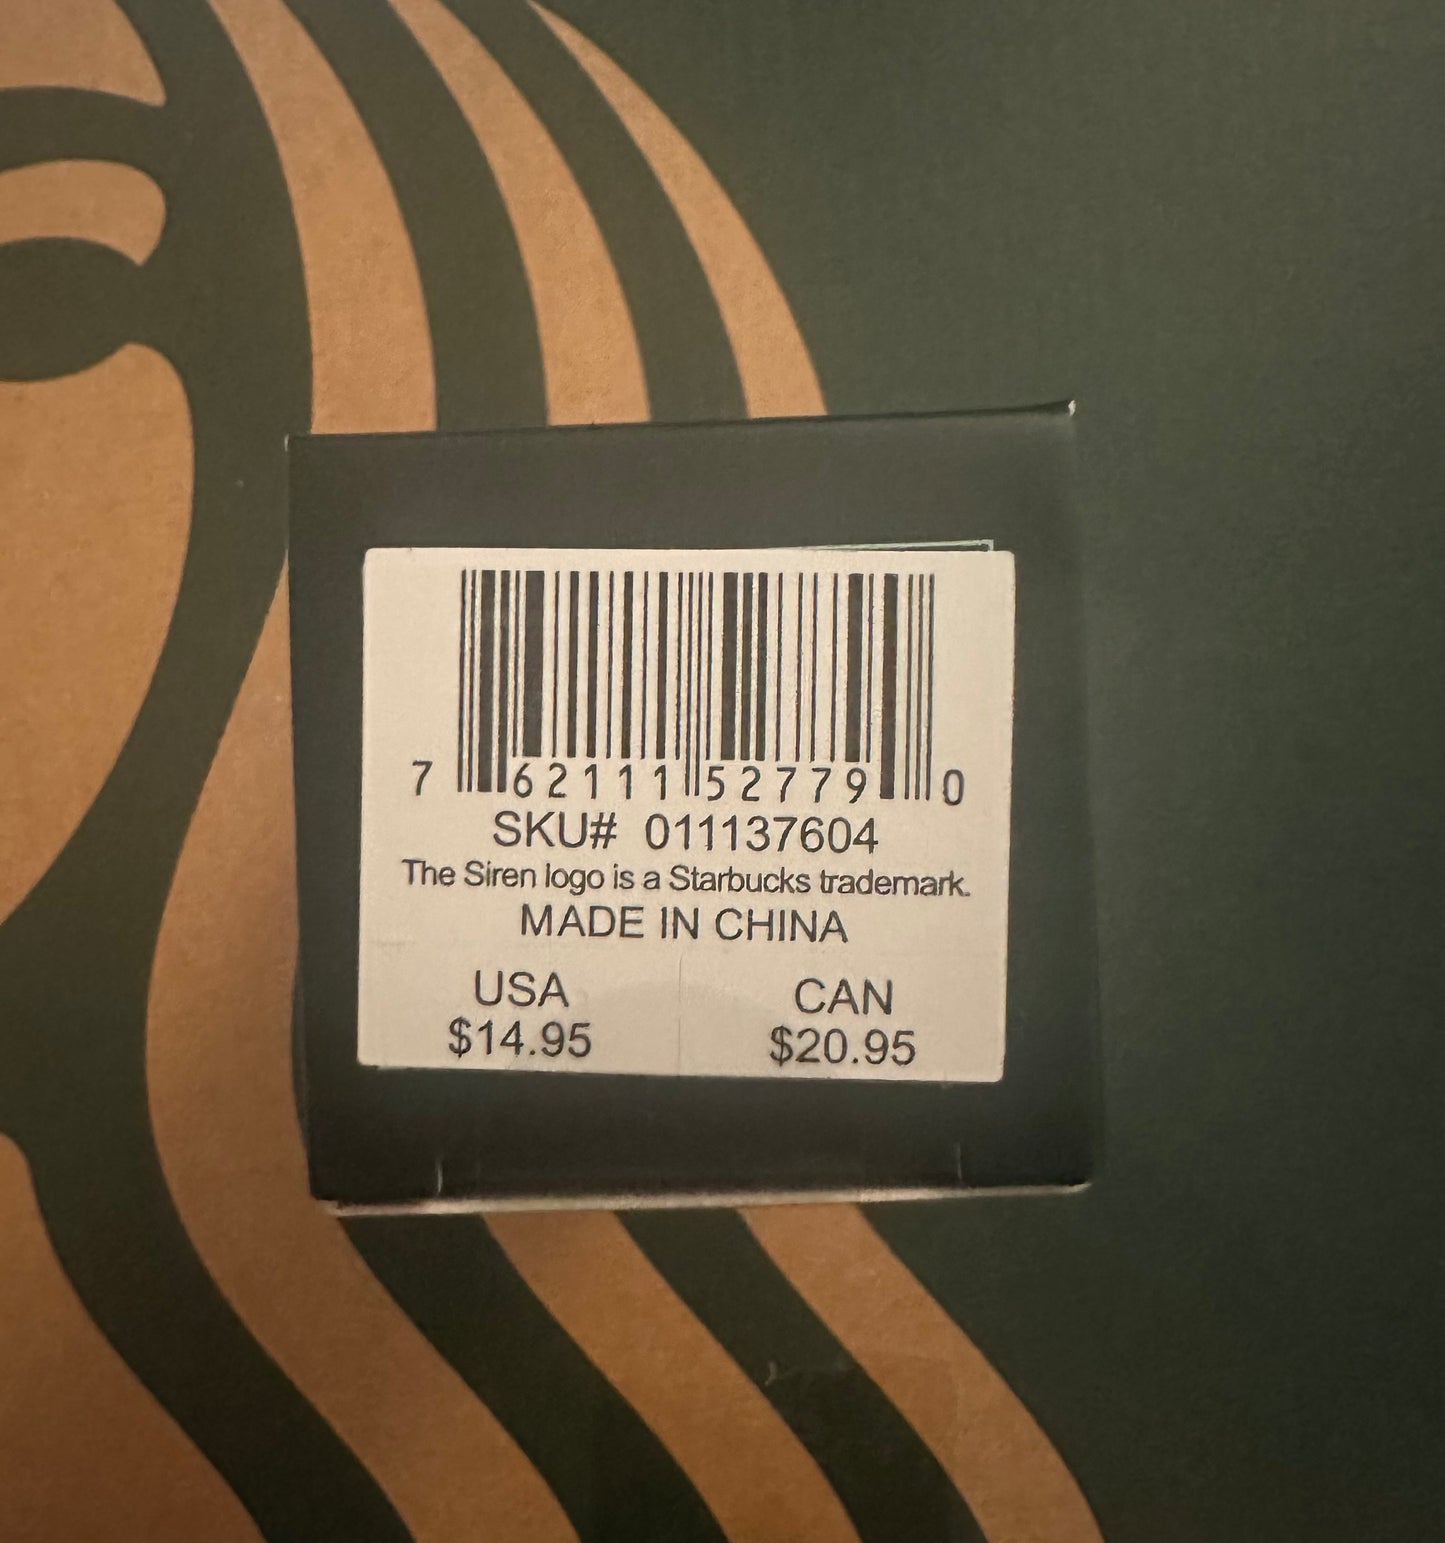 7 62111 52779 0
SKU# 011137604
The Siren logo is a Starbucks trademark.
MADE IN CHINA
USA CAN
$14.95 $20.95